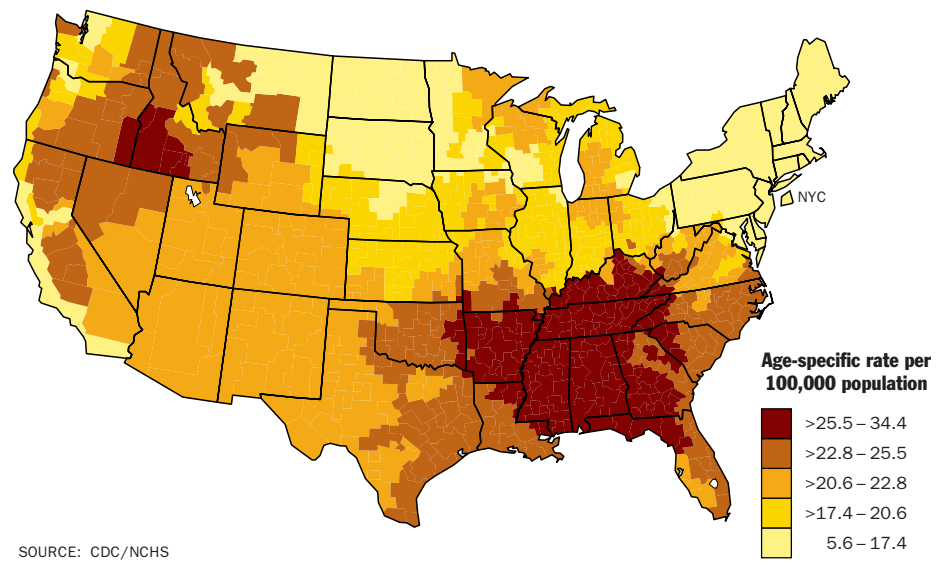 NYC
Age-specific rate per
100,000 population
>25.5 – 34.4
>22.8 – 25.5
>20.6 – 22.8
>17.4 – 20.6
5.6 – 17.4
SOURCE: CDC/NCHS